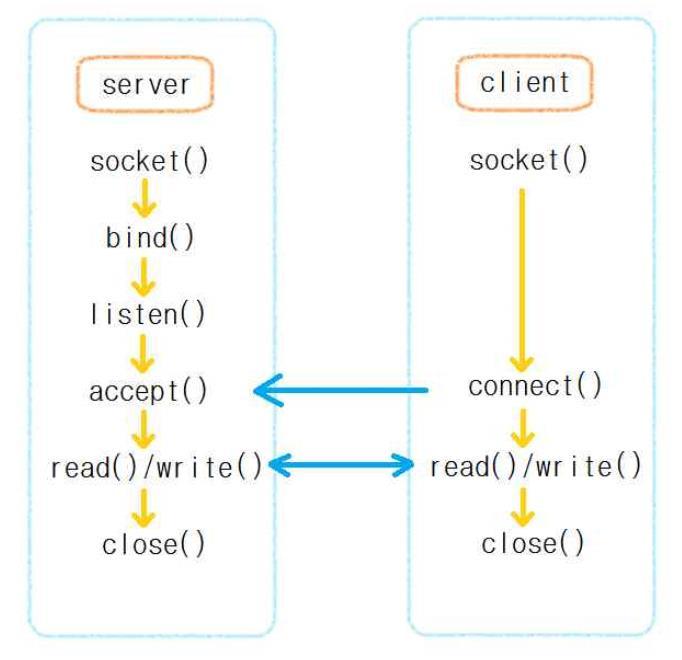 server
socket()
bind()
listen()
accept()
read()/write()
close()
client
socket()
connect()
read()/write()
close()